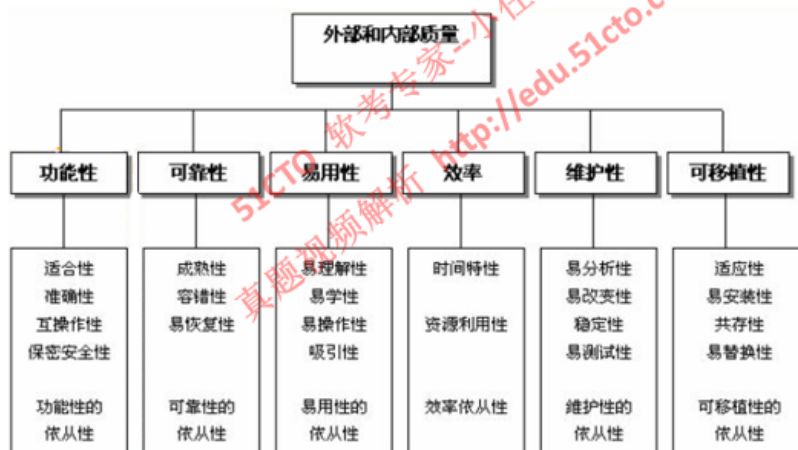 外部和内部质量
功能性
可靠性
易用性
效率
维护性
可移植性
适合性
准确性
互操作性
保密安全性
功能性的
依从性
成熟性
容错性
易恢复性
可靠性的
依从性
易理解性
易学性
易操作性
吸引性
易用性的
依从性
时间特性
资源利用性
效率依从性
易分析性
易改变性
稳定性
易测试性
维护性的
依从性
适应性
易安装性
共存性
易替换性
可移植性的
依从性
51CTO 软考专家--小任
真题视频解析 http://edu.51cto.c